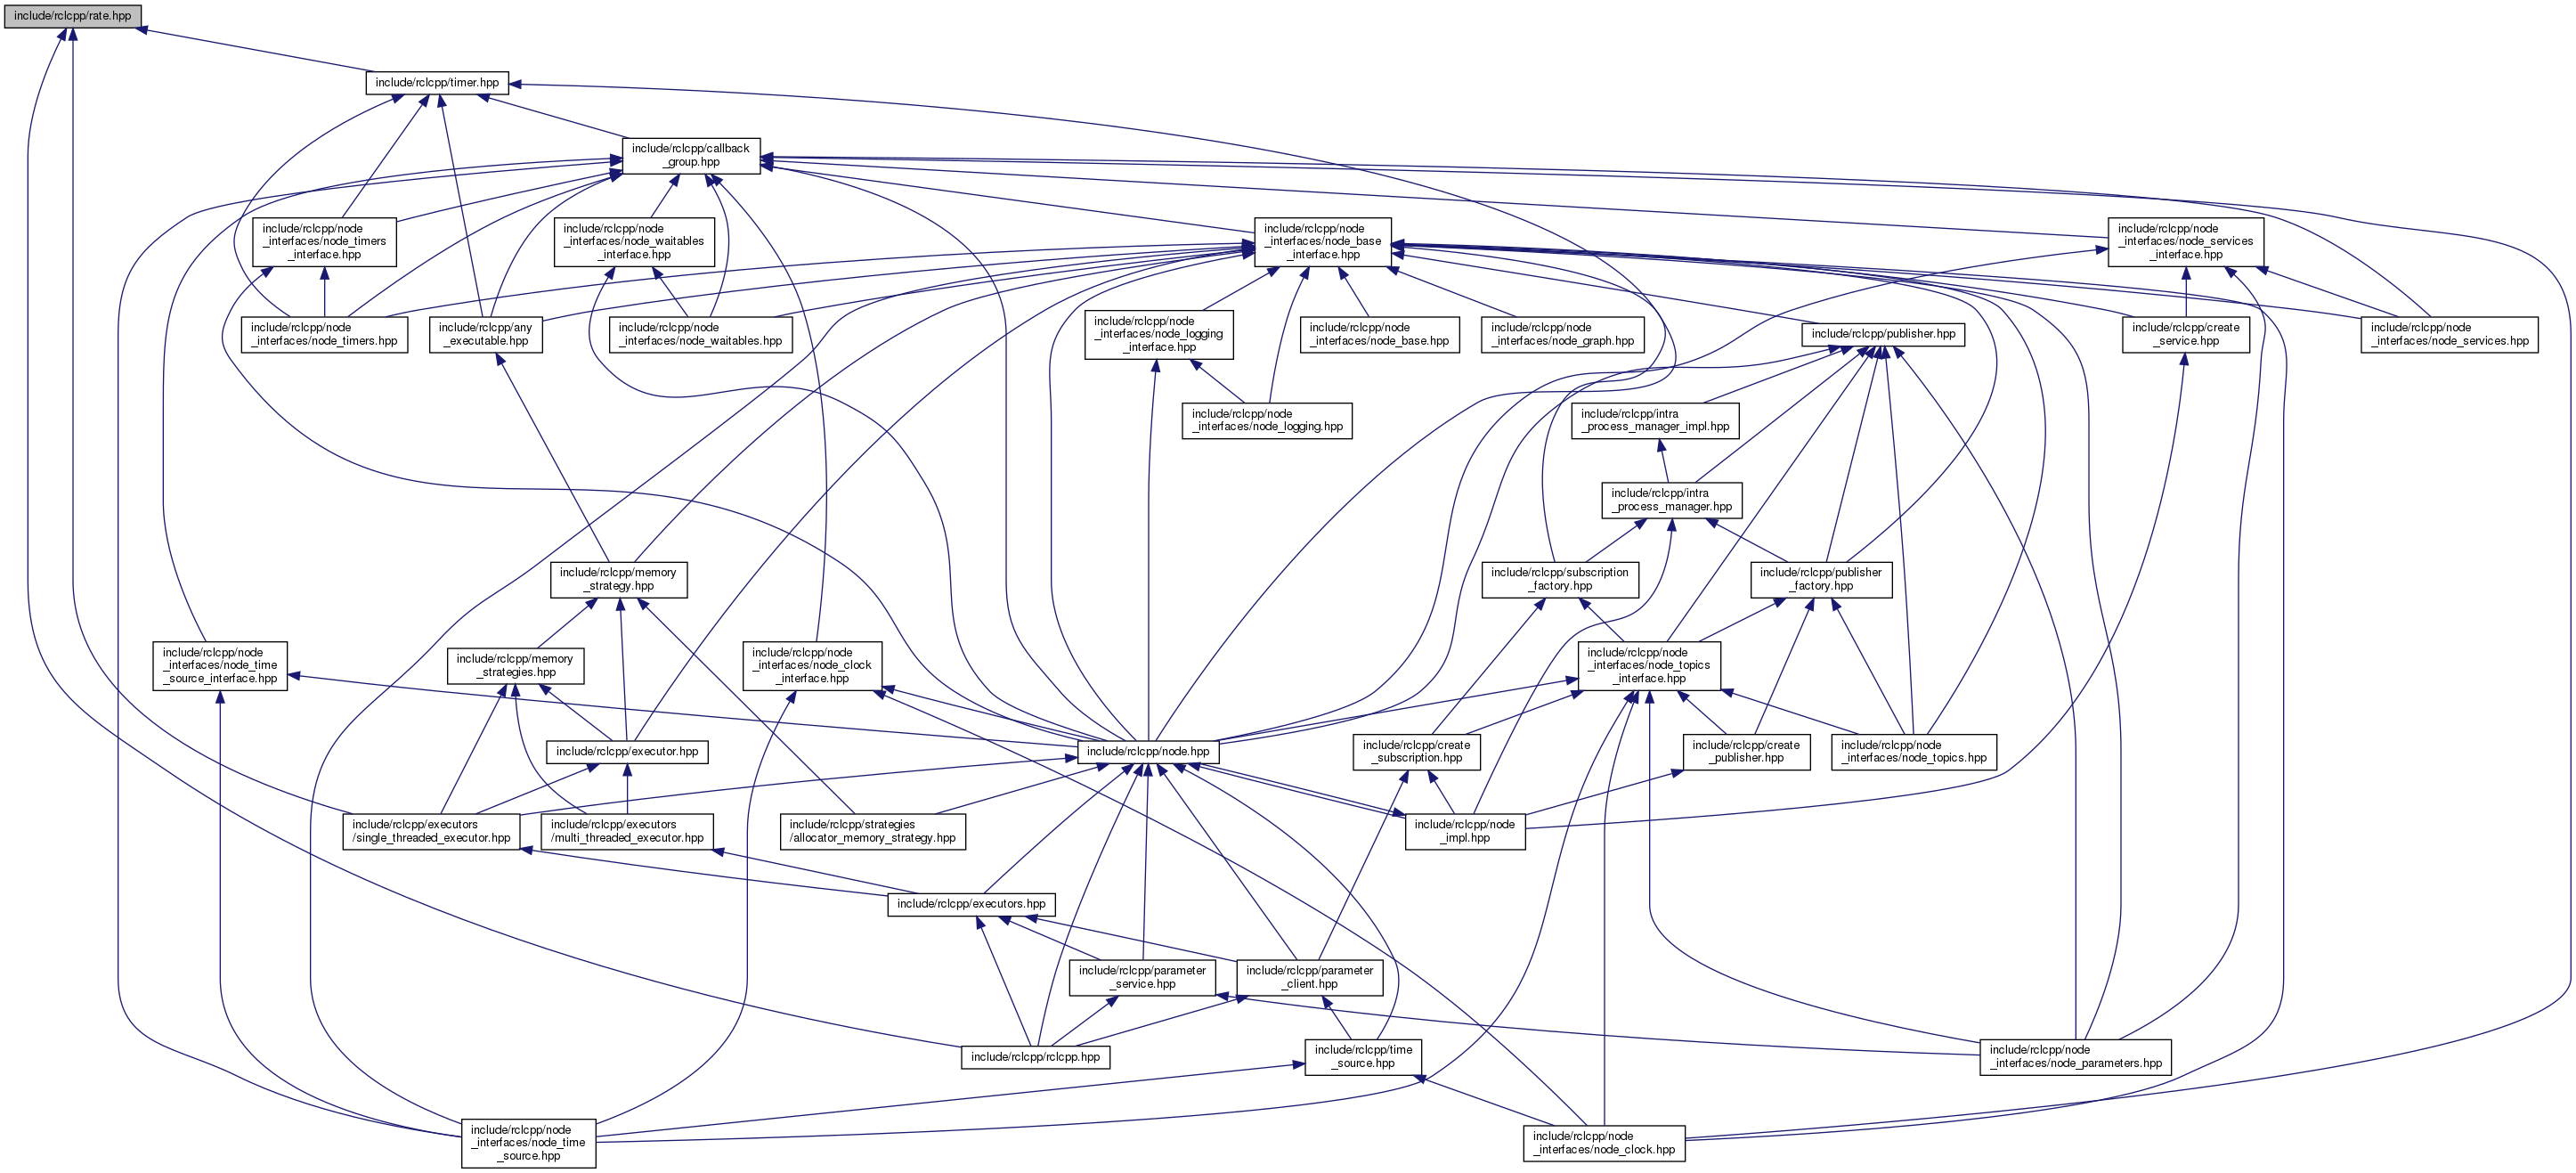 include/rclcpp/rate.hpp
include/rclcpp/timer.hpp
include/rclcpp/callback
_group.hpp
include/rclcpp/node
_interfaces/node_timers
_interface.hpp
include/rclcpp/node
_interfaces/node_waitables
_interface.hpp
include/rclcpp/node
_interfaces/node_base
_interface.hpp
include/rclcpp/node
_interfaces/node_services
_interface.hpp
include/rclcpp/node
_interfaces/node_timers.hpp
include/rclcpp/any
_executable.hpp
include/rclcpp/node
_interfaces/node_waitables.hpp
include/rclcpp/node
_interfaces/node_logging
_interface.hpp
include/rclcpp/node
_interfaces/node_base.hpp
include/rclcpp/node
_interfaces/node_graph.hpp
include/rclcpp/publisher.hpp
include/rclcpp/create
_service.hpp
include/rclcpp/node
_interfaces/node_services.hpp
include/rclcpp/node
_interfaces/node_logging.hpp
include/rclcpp/intra
_process_manager_impl.hpp
include/rclcpp/intra
_process_manager.hpp
include/rclcpp/memory
_strategy.hpp
include/rclcpp/subscription
_factory.hpp
include/rclcpp/publisher
_factory.hpp
include/rclcpp/node
_interfaces/node_time
_source_interface.hpp
include/rclcpp/memory
_strategies.hpp
include/rclcpp/node
_interfaces/node_clock
_interface.hpp
include/rclcpp/node
_interfaces/node_topics
_interface.hpp
include/rclcpp/executor.hpp
include/rclcpp/node.hpp
include/rclcpp/create
_subscription.hpp
include/rclcpp/create
_publisher.hpp
include/rclcpp/node
_interfaces/node_topics.hpp
include/rclcpp/executors
/single_threaded_executor.hpp
include/rclcpp/executors
/multi_threaded_executor.hpp
include/rclcpp/strategies
/allocator_memory_strategy.hpp
include/rclcpp/node
_impl.hpp
include/rclcpp/executors.hpp
include/rclcpp/parameter
_service.hpp
include/rclcpp/parameter
_client.hpp
include/rclcpp/rclcpp.hpp
include/rclcpp/time
_source.hpp
include/rclcpp/node
_interfaces/node_parameters.hpp
include/rclcpp/node
_interfaces/node_time
_source.hpp
include/rclcpp/node
_interfaces/node_clock.hpp